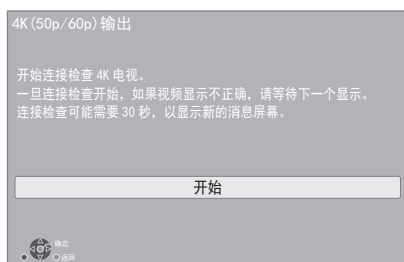 4K(50p/60p)输出
开始连接检查 4K 电视。
一旦连接检查开始，如果视频显示不正确，请等待下一个显示。
连接检查可能需要 30 秒，以显示新的消息屏幕。
开始
确定
返回